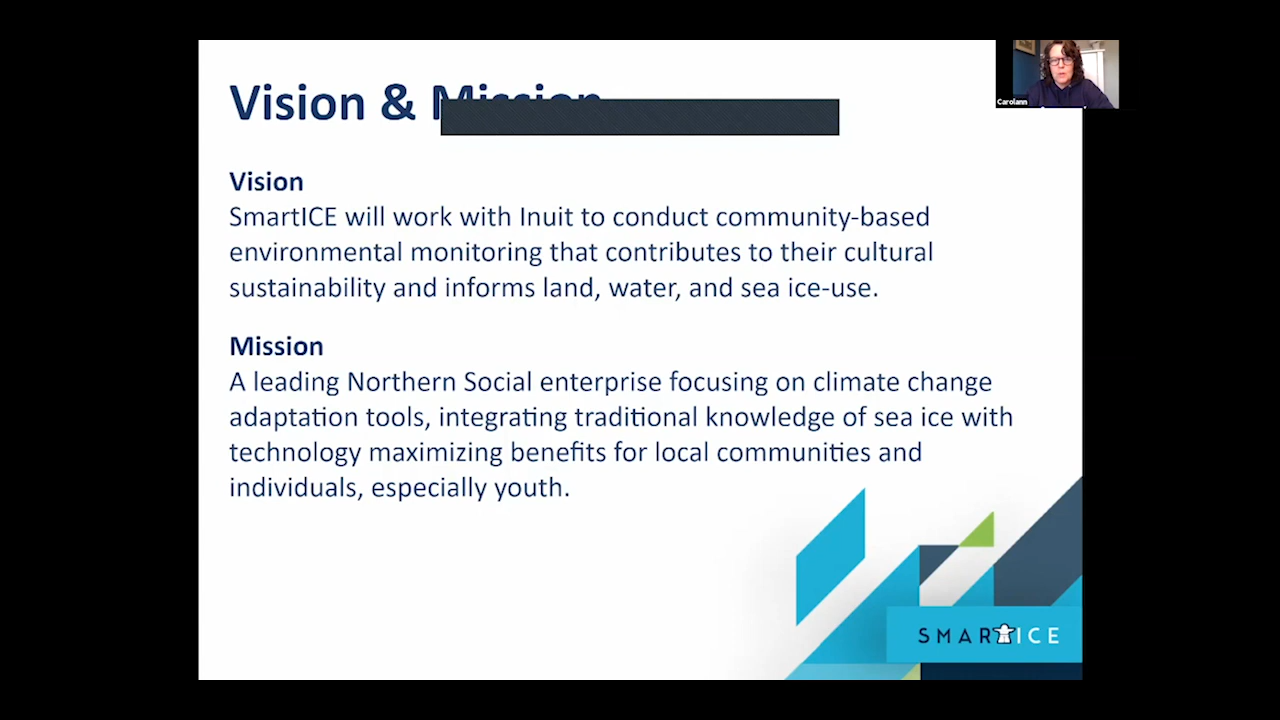 Vision & Mission
Carolann
Vision
SmartICE will work with Inuit to conduct community-based
environmental monitoring that contributes to their cultural
sustainability and informs land, water, and sea ice-use.
Mission
A leading Northern Social enterprise focusing on climate change
adaptation tools, integrating traditional knowledge of sea ice with
technology maximizing benefits for local communities and
individuals, especially youth.
SMARTICE